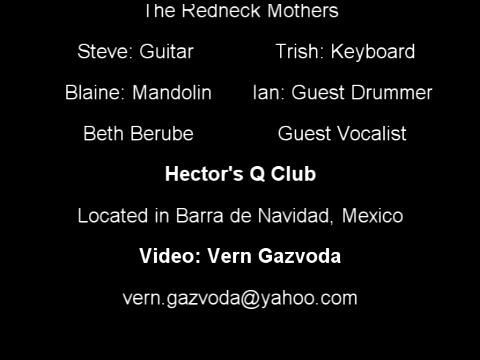 The Redneck Mothers
Steve: Guitar Trish: Keyboard
Blaine: Mandolin Ian: Guest Drummer
Beth Berube Guest Vocalist
Hector's Q Club
Located in Barra de Navidad, Mexico
Video: Vern Gazvoda
vern.gazvoda@yahoo.com